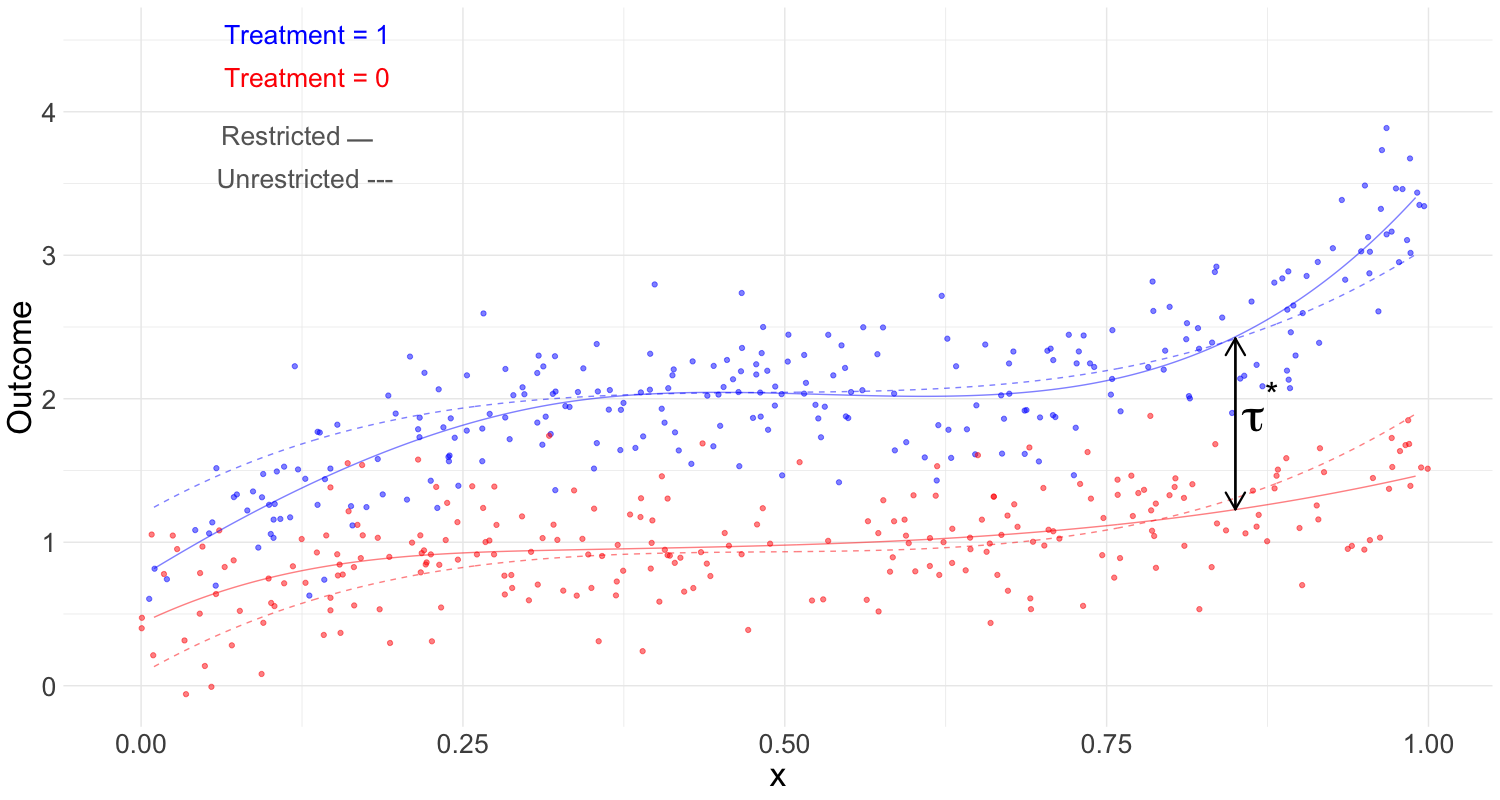 Treatment = 1
Treatment = 0
Restricted —
Unrestricted ---
4
3
2
1
0
Outcome
τ*
0.00 0.25 0.50 0.75 1.00
x